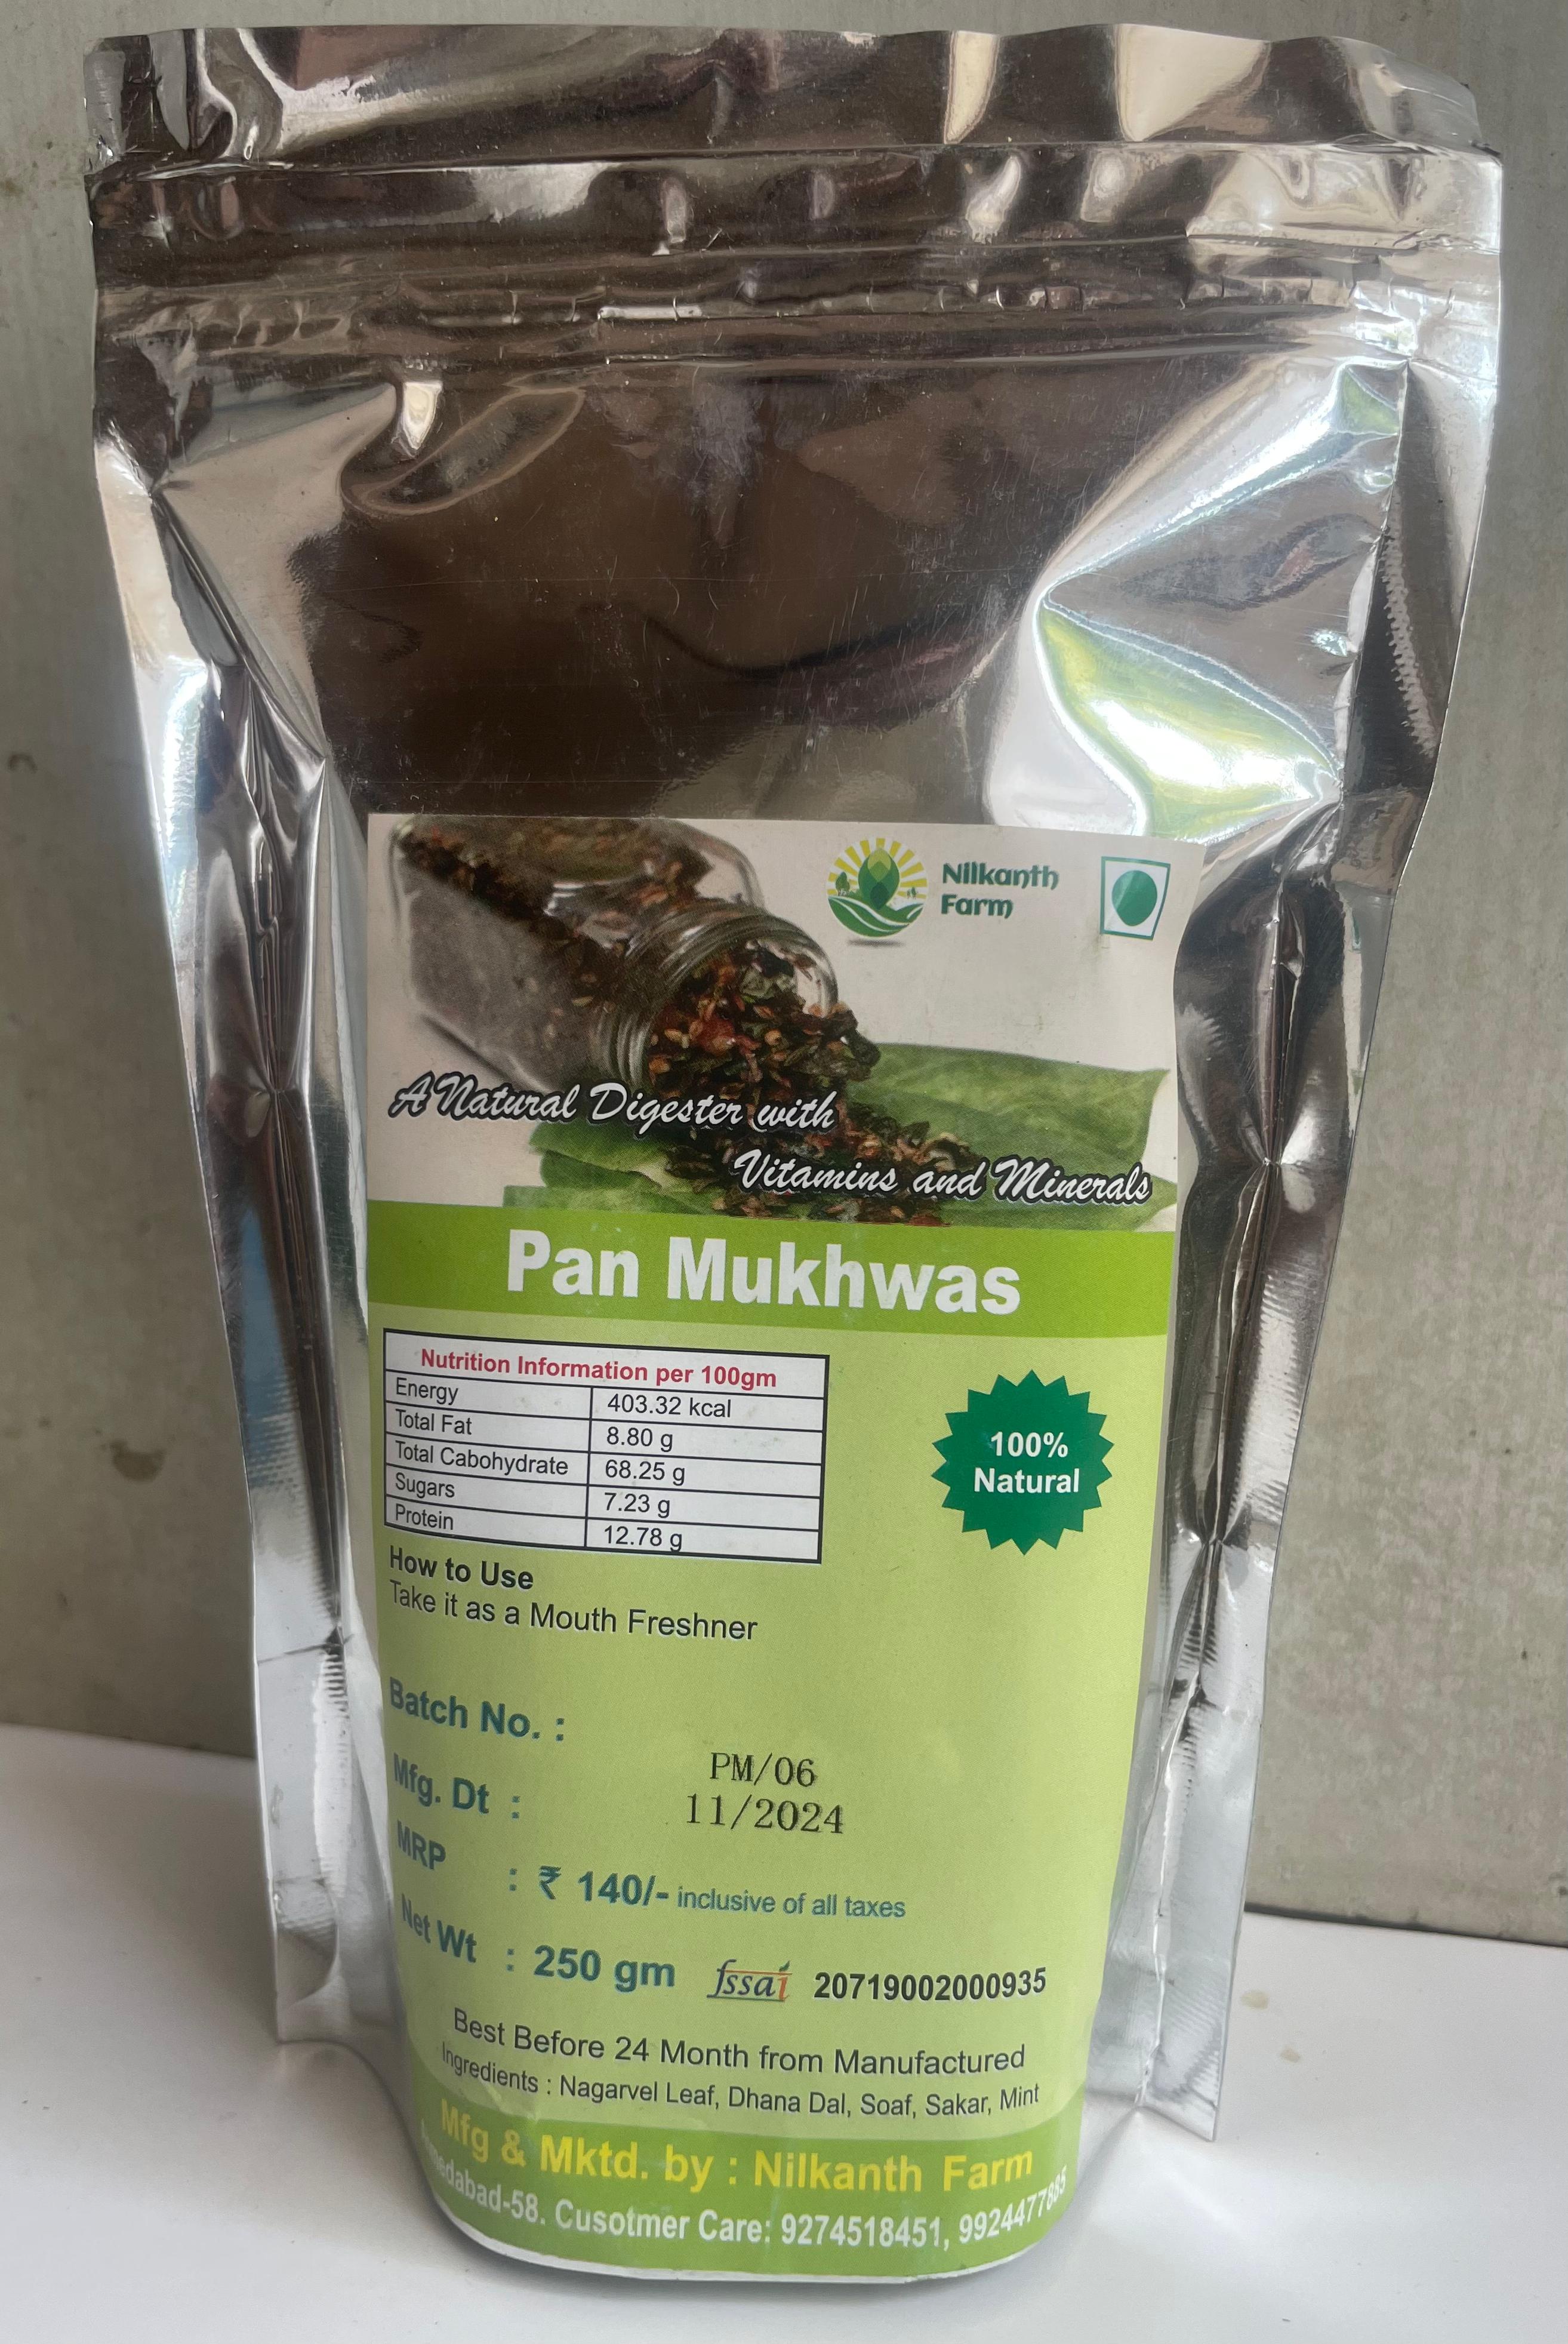 Nilkanth
Farm
A Natural Digester with
Vitamins and Minerals
Pan Mukhwas
Nutrition Information per 100gm
Energy 403.32 kcal
Total Fat 8.80 g
Total Cabohydrate 68.25 g
Sugars 7.23 g
Protein 12.78 g
100%
Natural
How to Use
Take it as a Mouth Freshner
Batch No. :
PM/06
Mfg. Dt :
11/2024
MRP : ₹ 140/- inclusive of all taxes
Net Wt : 250 gm fssai 20719002000935
Best Before 24 Month from Manufactured
Ingredients : Nagarvel Leaf, Dhana Dal, Soaf, Sakar, Mint
Mfg & Mktd. by : Nilkanth Farm
Cusotmer Care: 9274518451, 9924477885